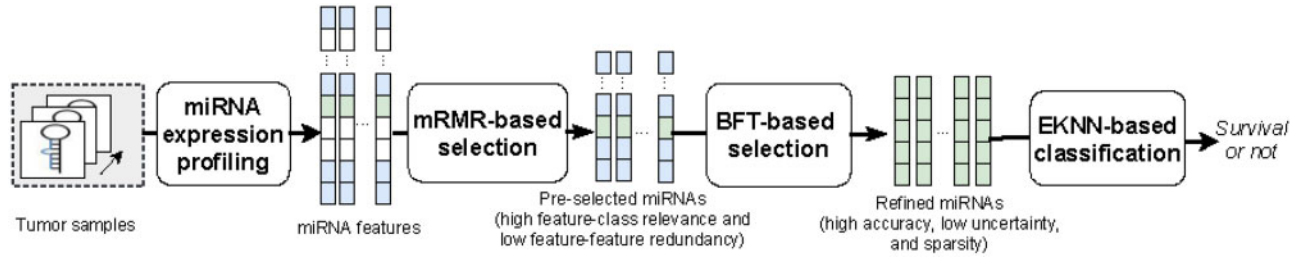 Tumor samples
miRNA
expression
profiling
miRNA features
mRMR-based
selection
Pre-selected miRNAs
(high feature-class relevance and
low feature-feature redundancy)
BFT-based
selection
Refined miRNAs
(high accuracy, low uncertainty,
and sparsity)
EKNN-based
classification
Survival
or not